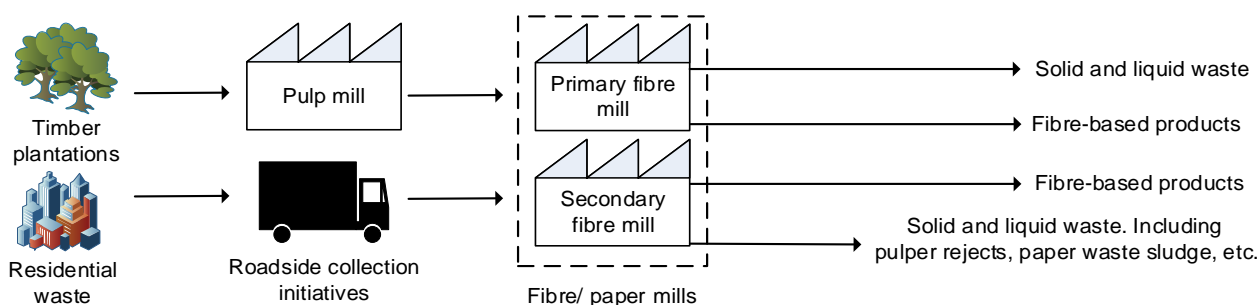 Timber
plantations
Pulp mill
Primary fibre
mill
Solid and liquid waste
Fibre-based products
Residential
waste
Roadside collection
initiatives
Secondary
fibre mill
Fibre-based products
Solid and liquid waste. Including
pulper rejects, paper waste sludge, etc.
Fibre/ paper mills